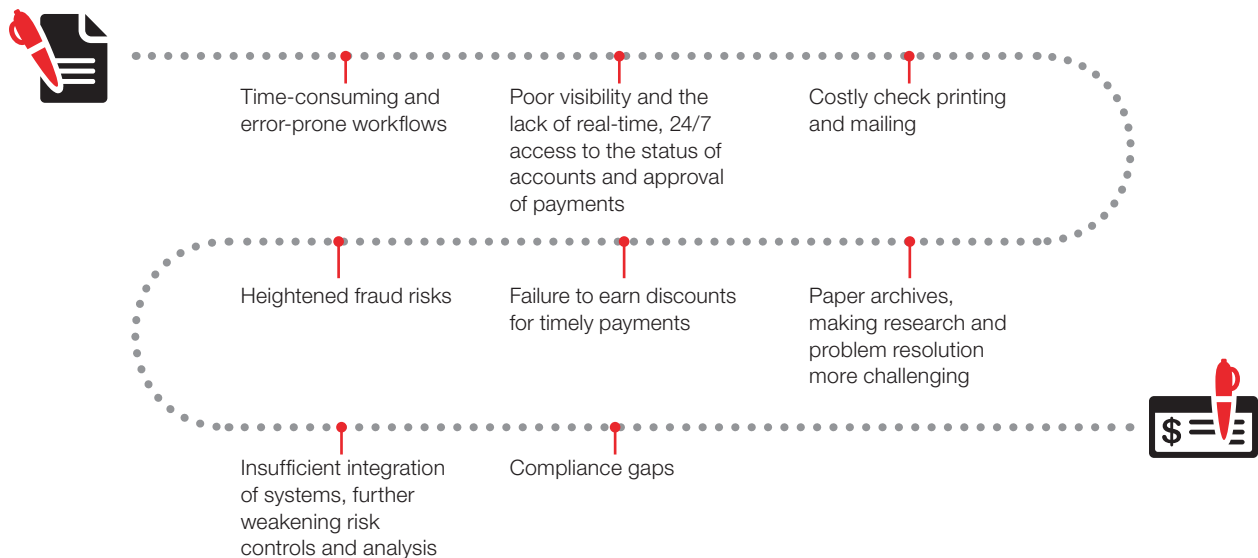 Time-consuming and
error-prone workflows
Poor visibility and the
lack of real-time, 24/7
access to the status of
accounts and approval
of payments
Costly check printing
and mailing
Heightened fraud risks
Failure to earn discounts
for timely payments
Paper archives,
making research and
problem resolution
more challenging
$
Insufficient integration
of systems, further
weakening risk
controls and analysis
Compliance gaps